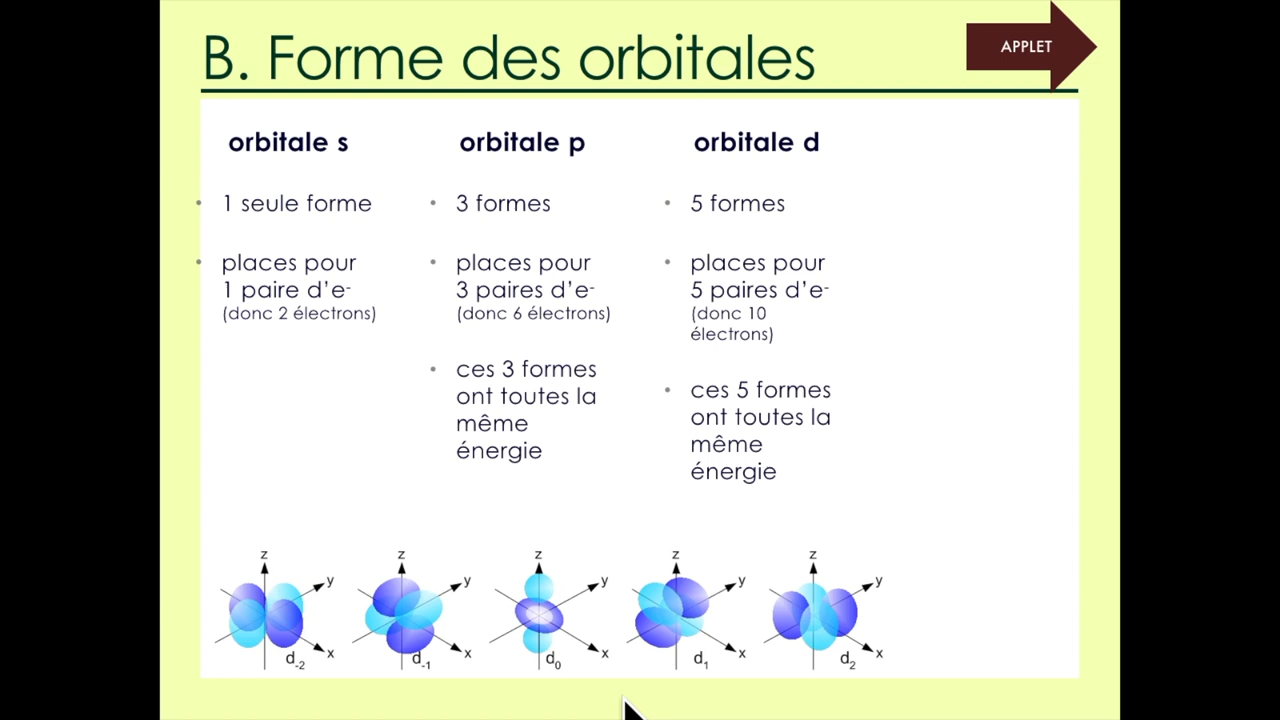 B. Forme des orbitales
APPLET
orbitale s
• 1 seule forme
• places pour
1 paire d’e-
(donc 2 électrons)
orbitale p
• 3 formes
• places pour
3 paires d’e-
(donc 6 électrons)
• ces 3 formes
ont toutes la
même
énergie
orbitale d
• 5 formes
• places pour
5 paires d’e-
(donc 10
électrons)
• ces 5 formes
ont toutes la
même
énergie
z
y
x
d-2
z
y
x
d-1
z
y
x
d0
z
y
x
d1
z
y
x
d2